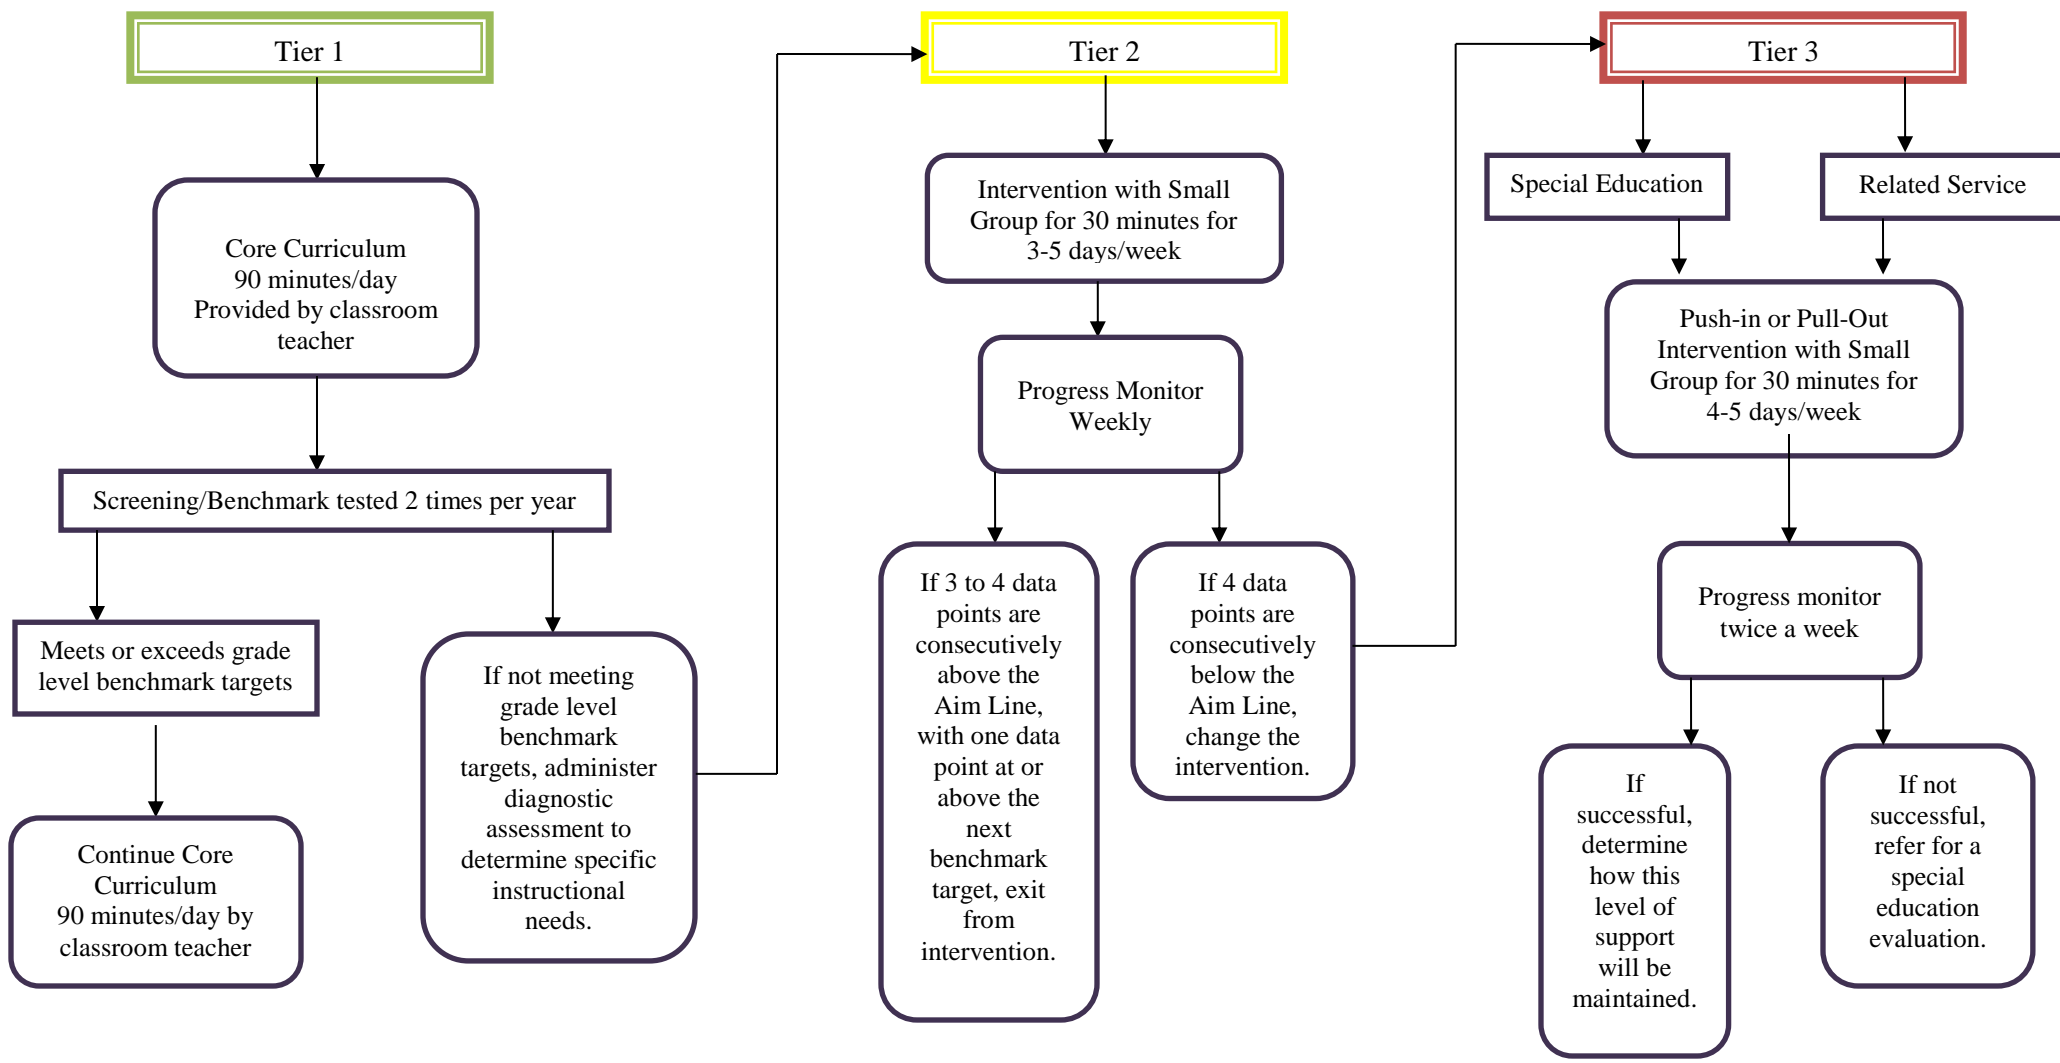 Tier 1
Core Curriculum
90 minutes/day
Provided by classroom
teacher
Screening/Benchmark tested 2 times per year
Meets or exceeds grade
level benchmark targets
Continue Core
Curriculum
90 minutes/day by
classroom teacher
If not meeting
grade level
benchmark
targets, administer
diagnostic
assessment to
determine specific
instructional
needs.
Tier 2
Intervention with Small
Group for 30 minutes for
3-5 days/week
Progress Monitor
Weekly
If 3 to 4 data
points are
consecutively
above the
Aim Line,
with one data
point at or
above the
next
benchmark
target, exit
from
intervention.
If 4 data
points are
consecutively
below the
Aim Line,
change the
intervention.
Tier 3
Special Education
Related Service
Push-in or Pull-Out
Intervention with Small
Group for 30 minutes for
4-5 days/week
Progress monitor
twice a week
If
successful,
determine
how this
level of
support
will be
maintained.
If not
successful,
refer for a
special
education
evaluation.